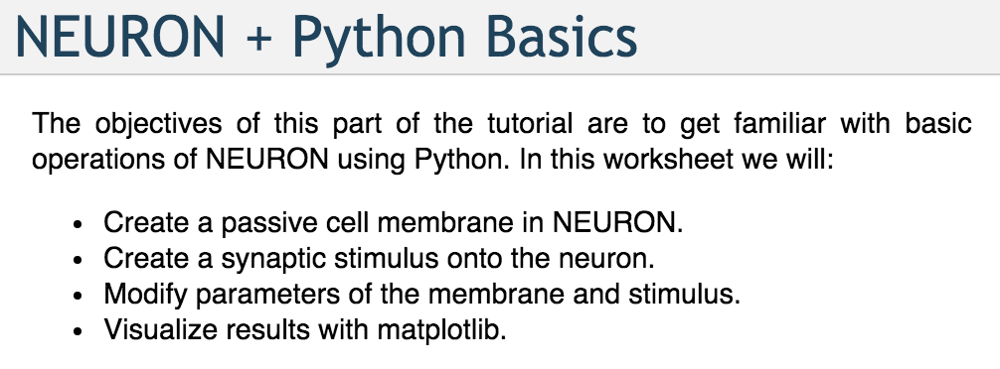 NEURON + Python Basics
The objectives of this part of the tutorial are to get familiar with basic
operations of NEURON using Python. In this worksheet we will:
• Create a passive cell membrane in NEURON.
• Create a synaptic stimulus onto the neuron.
• Modify parameters of the membrane and stimulus.
• Visualize results with matplotlib.